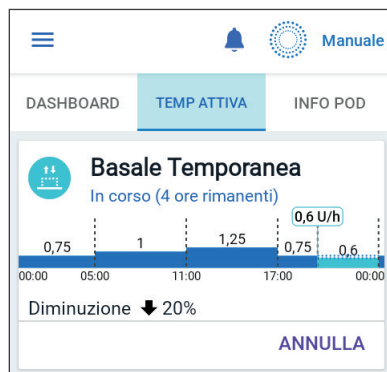 Manuale
DASHBOARD TEMP ATTIVA INFO POD
Basale Temporanea
In corso (4 ore rimanenti)
0,6 U/h
0,75 1 1,25 0,75 0,6
00:00 05:00 11:00 17:00 00:00
Diminuzione 20%
ANNULLA